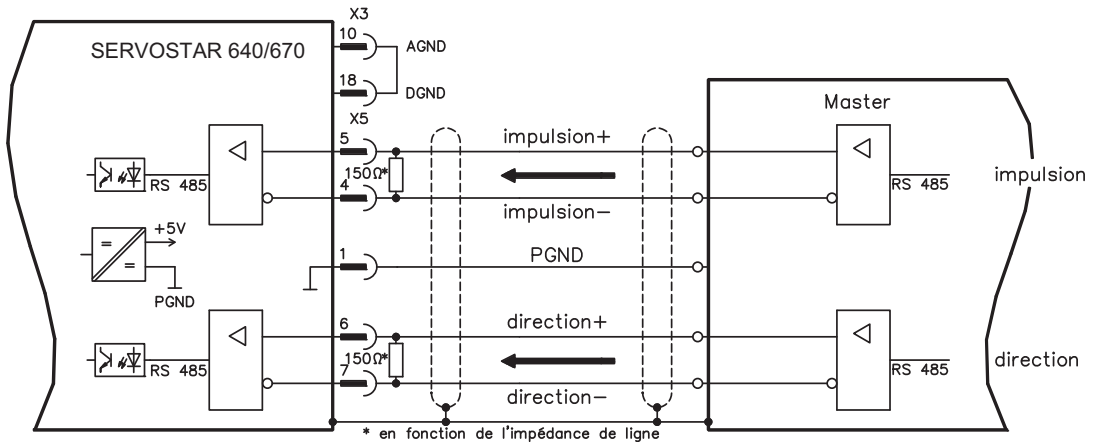 X3
10
AGND
SERVOSTAR 640/670
18
DGND
Master
X5
5
impulsion+
150Ω*
RS 485
RS 485
impulsion
4
impulsion-
+5V
1
PGND
=
=
PGND
6
direction+
150Ω*
RS 485
RS 485
direction
7
direction-
* en fonction de l'impédance de ligne